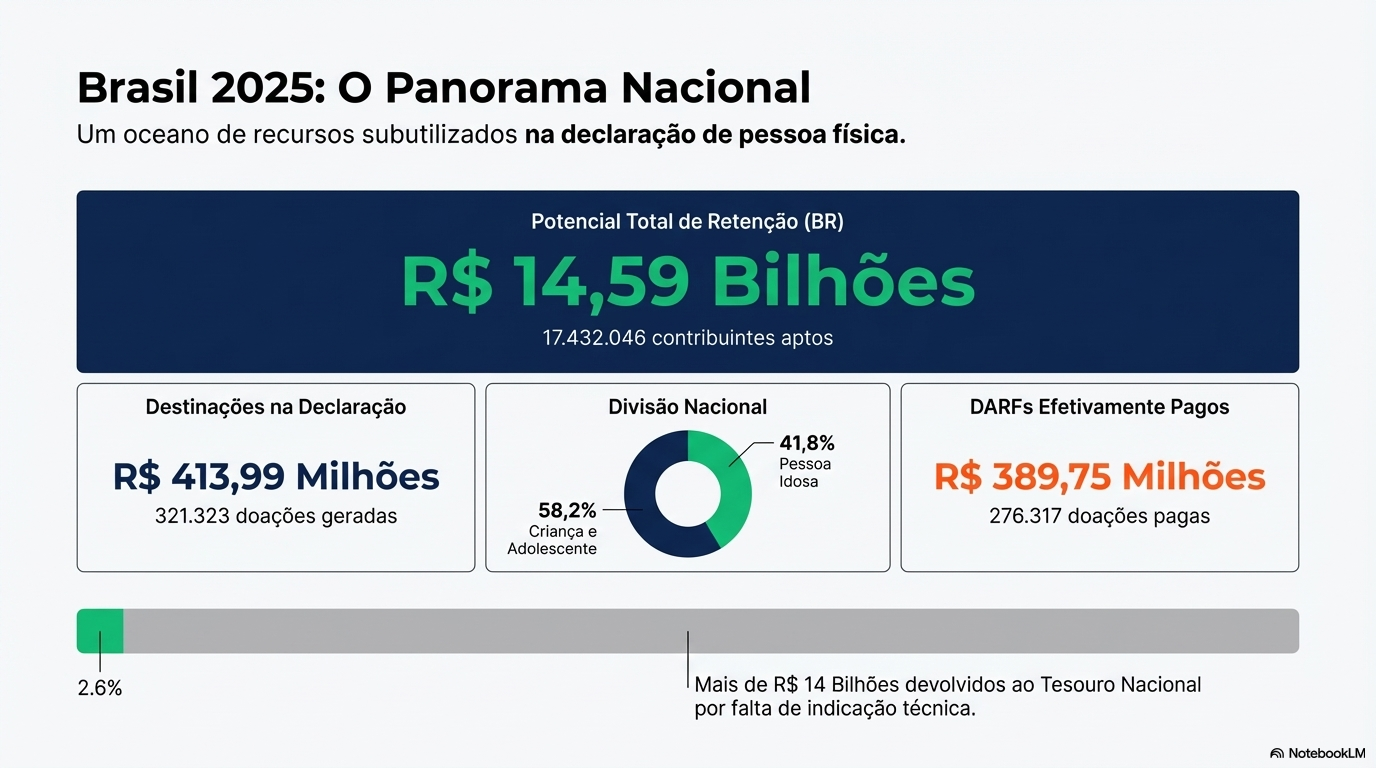 Brasil 2025: O Panorama Nacional
Um oceano de recursos subutilizados na declaração de pessoa física.
Potencial Total de Retenção (BR)
R$ 14,59 Bilhões
17.432.046 contribuintes aptos
Destinações na Declaração
R$ 413,99 Milhões
321.323 doações geradas
Divisão Nacional
41,8%
Pessoa
Idosa
58,2%
Criança e
Adolescente
DARFs Efetivamente Pagos
R$ 389,75 Milhões
276.317 doações pagas
2.6%
Mais de R$ 14 Bilhões devolvidos ao Tesouro Nacional
por falta de indicação técnica.
NotebookLM